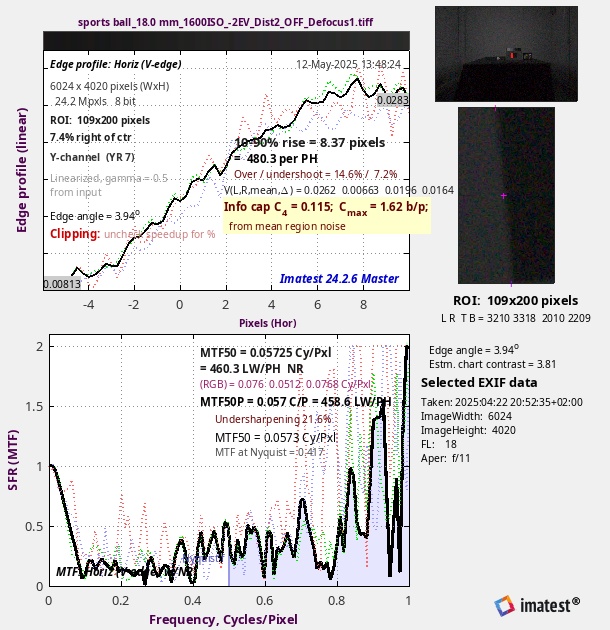 sports ball_18.0 mm_1600ISO_-2EV_Dist2_OFF_Defocus1.tiff
Edge profile: Horiz (V-edge)
12-May-2025 13:48:24
6024 x 4020 pixels (WxH)
24.2 Mpxls  8 bit
0.0283
ROI:  109x200 pixels
7.4% right of ctr
10-90% rise = 8.37 pixels
Y-channel  (YR 7)
=  480.3 per PH
Linearized, gamma = 0.5
from input
Over / undershoot = 14.6% /  7.2%
V(L,R,mean,Δ) = 0.0262  0.00663  0.0196  0.0164
Edge angle = 3.94°
Info cap C4 = 0.115;  Cmax = 1.62 b/p;
Clipping: uncheck speedup for %
from mean region noise
0.00813
Imatest 24.2.6 Master
Edge profile (linear)
-4 -2 0 2 4 6 8
Pixels (Hor)
ROI:  109x200 pixels
L R  T B = 3210 3318  2010 2209
Edge angle = 3.94°
Estm. chart contrast = 3.81
Selected EXIF data
Taken: 2025:04:22 20:52:35+02:00
ImageWidth:  6024
ImageHeight:  4020
FL:    18
Aper:  f/11
MTF50 = 0.05725 Cy/Pxl
= 460.3 LW/PH  NR
(RGB) = 0.076  0.0512  0.0768 Cy/Pxl
MTF50P = 0.057 C/P = 458.6 LW/PH
Undersharpening 21.6%
MTF50 = 0.0573 Cy/Pxl
MTF at Nyquist = 0.417
Nyquist
SFR (MTF)
2
1.5
1
0.5
0
0 0.2 0.4 0.6 0.8 1
Frequency, Cycles/Pixel
imatest®